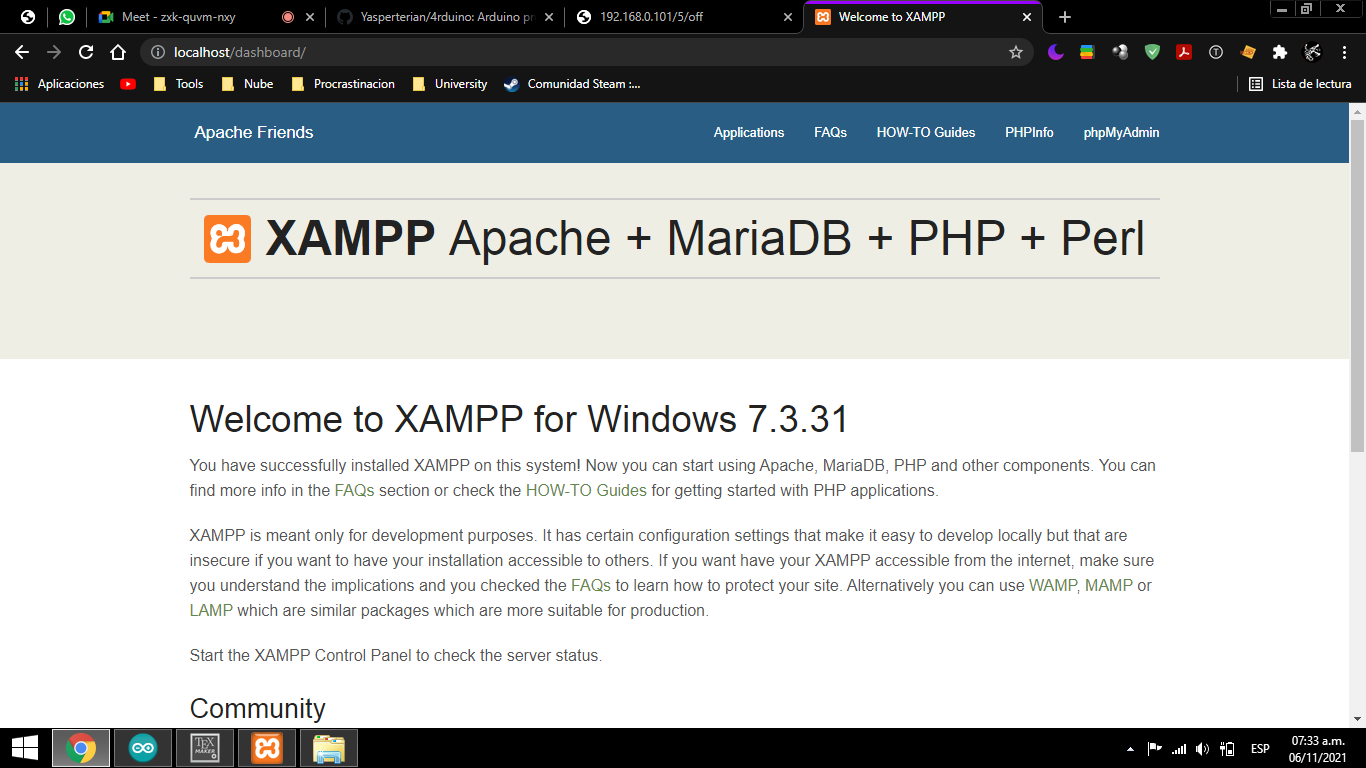 Meet - zxk-quvm-nxy
Yasperterian/4rduino: Arduino pr
192.168.0.101/5/off
Welcome to XAMPP
localhost/dashboard/
Aplicaciones
Tools
Nube
Procrastinacion
University
Comunidad Steam :...
Lista de lectura
Apache Friends
Applications
FAQs
HOW-TO Guides
PHPInfo
phpMyAdmin
XAMPP Apache + MariaDB + PHP + Perl
Welcome to XAMPP for Windows 7.3.31
You have successfully installed XAMPP on this system! Now you can start using Apache, MariaDB, PHP and other components. You can
find more info in the FAQs section or check the HOW-TO Guides for getting started with PHP applications.
XAMPP is meant only for development purposes. It has certain configuration settings that make it easy to develop locally but that are
insecure if you want to have your installation accessible to others. If you want have your XAMPP accessible from the internet, make sure
you understand the implications and you checked the FAQs to learn how to protect your site. Alternatively you can use WAMP, MAMP or
LAMP which are similar packages which are more suitable for production.
Start the XAMPP Control Panel to check the server status.
Community
TEX
MAKER
ESP
07:33 a.m.
06/11/2021